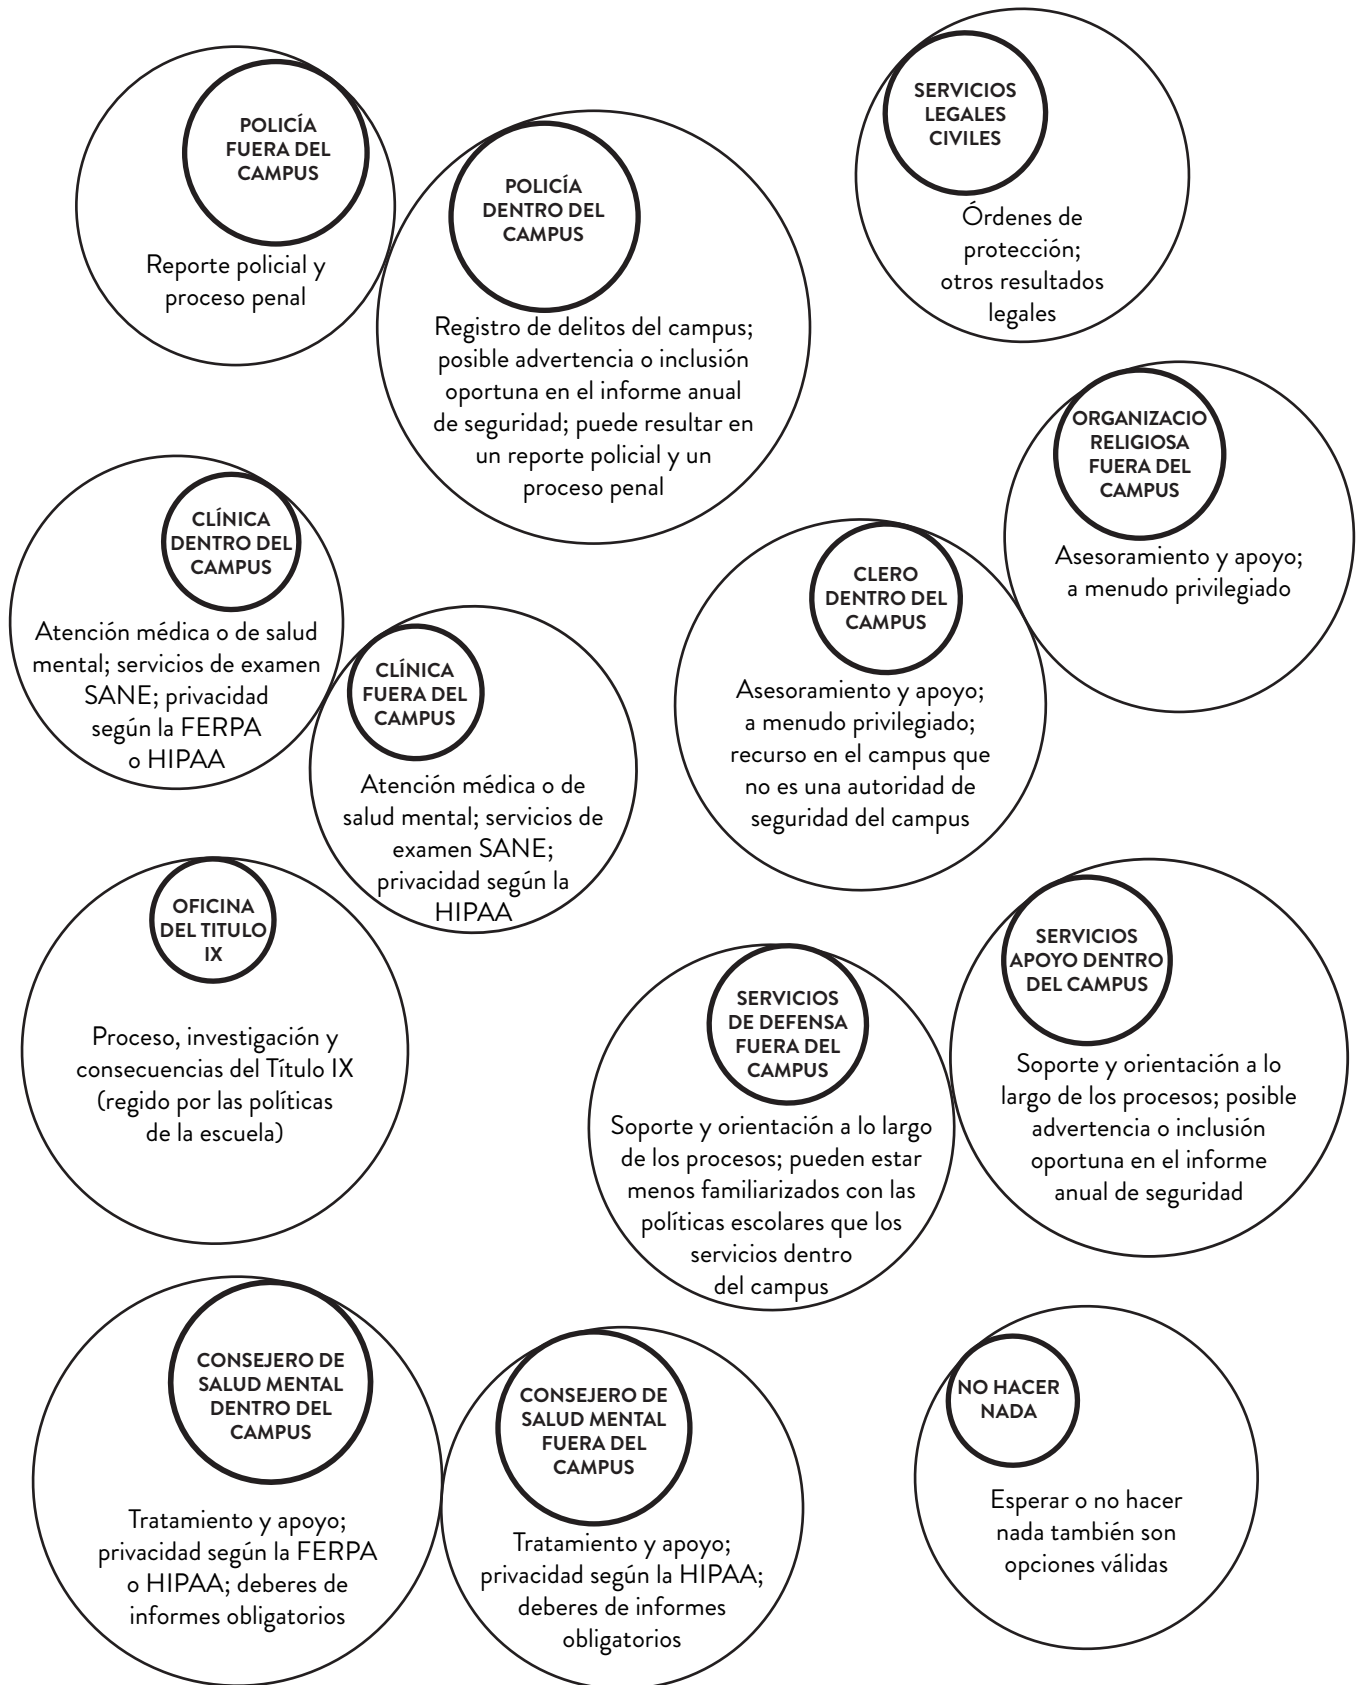 POLICÍA
FUERA DEL
CAMPUS
Reporte policial y
proceso penal
POLICÍA
DENTRO DEL
CAMPUS
Registro de delitos del campus;
posible advertencia o inclusión
oportuna en el informe anual
de seguridad; puede resultar en
un reporte policial y un
proceso penal
SERVICIOS
LEGALES
CIVILES
Órdenes de
protección;
otros resultados
legales
ORGANIZACIO
RELIGIOSA
FUERA DEL
CAMPUS
Asesoramiento y apoyo;
a menudo privilegiado
CLÍNICA
DENTRO DEL
CAMPUS
Atención médica o de salud
mental; servicios de examen
SANE; privacidad
según la FERPA
o HIPAA
CLÍNICA
FUERA DEL
CAMPUS
Atención médica o de
salud mental; servicios de
examen SANE;
privacidad según la
HIPAA
CLERO
DENTRO DEL
CAMPUS
Asesoramiento y apoyo;
a menudo privilegiado;
recurso en el campus que
no es una autoridad de
seguridad del campus
OFICINA
DEL TITULO
IX
Proceso, investigación y
consecuencias del Título IX
(regido por las políticas
de la escuela)
SERVICIOS
DE DEFENSA
FUERA DEL
CAMPUS
Soporte y orientación a lo largo
de los procesos; pueden estar
menos familiarizados con las
políticas escolares que los
servicios dentro
del campus
SERVICIOS
APOYO DENTRO
DEL CAMPUS
Soporte y orientación a lo
largo de los procesos; posible
advertencia o inclusión
oportuna en el informe
anual de seguridad
CONSEJERO DE
SALUD MENTAL
DENTRO DEL
CAMPUS
Tratamiento y apoyo;
privacidad según la FERPA
o HIPAA; deberes de
informes obligatorios
CONSEJERO DE
SALUD MENTAL
FUERA DEL
CAMPUS
Tratamiento y apoyo;
privacidad según la HIPAA;
deberes de informes
obligatorios
NO HACER
NADA
Esperar o no hacer
nada también son
opciones válidas